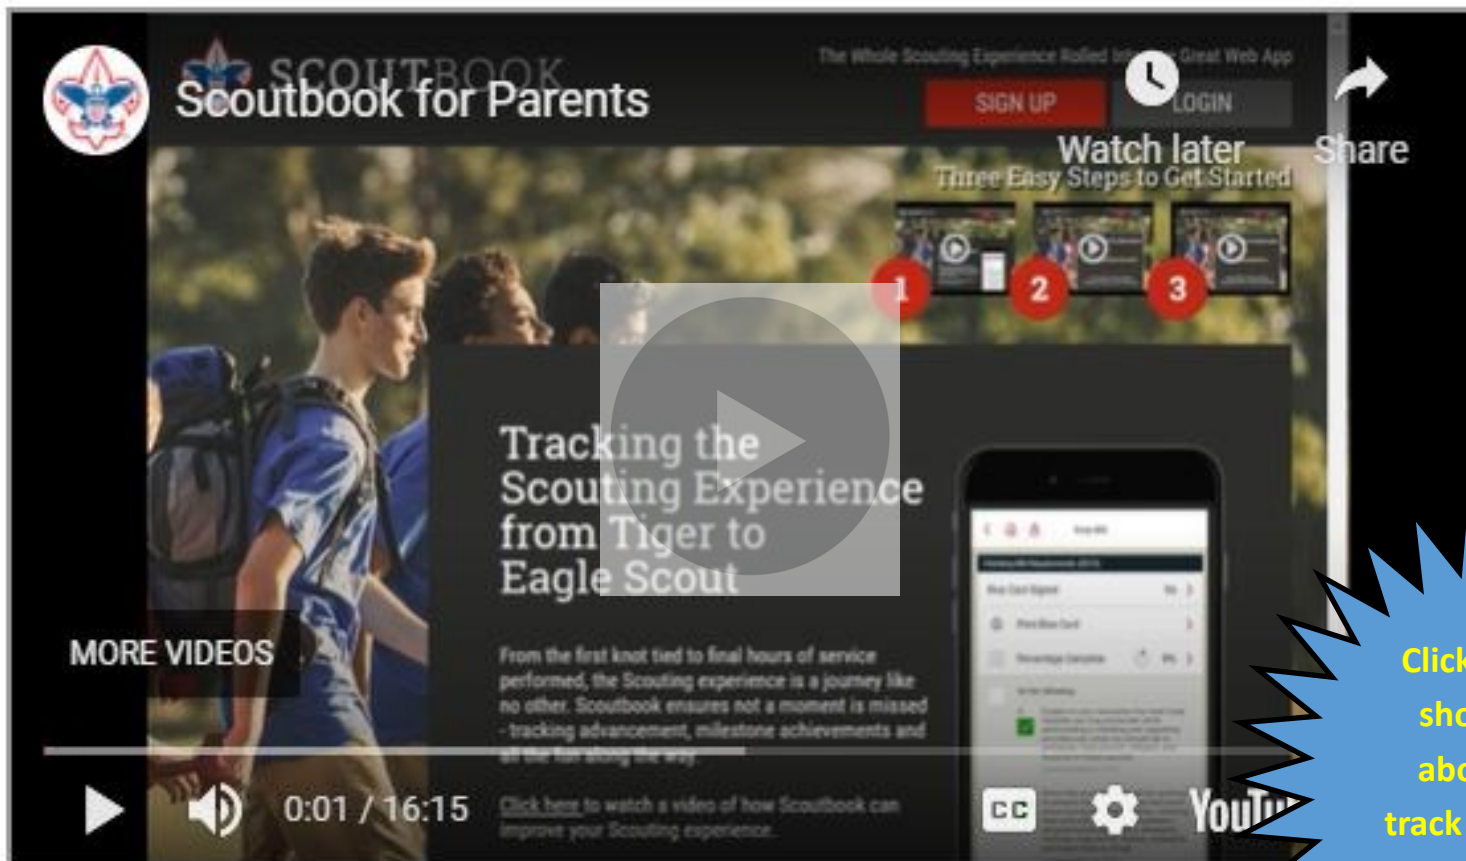 SCOUTBOOK
Scoutbook for Parents
The Whole Scouting Experience Rolled Great Web App
SIGN UP
LOGIN
Watch later
Share
Three Easy Steps to Get Started
1
2
3
Tracking the
Scouting Experience
from Tiger to
Eagle Scout
MORE VIDEOS
From the first knot tied to final hours of service
performed, the Scouting experience is a journey like
no other. Scoutbook ensures not a moment is missed
- tracking advancement, milestone achievements and
all the fun along the way.
Click here to watch a video of how Scoutbook can
improve your Scouting experience.
0:01 / 16:15
CC
YouTu
Click
sho
abo
track